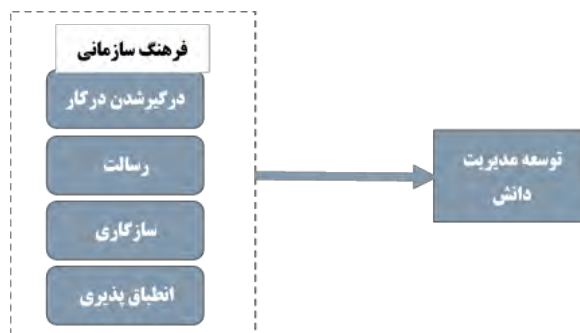 فرهنگ سازمانی
درگیرشدن درکار
رسالت
سازگاری
انطباق پذیری
توسعه مدیریت
دانش